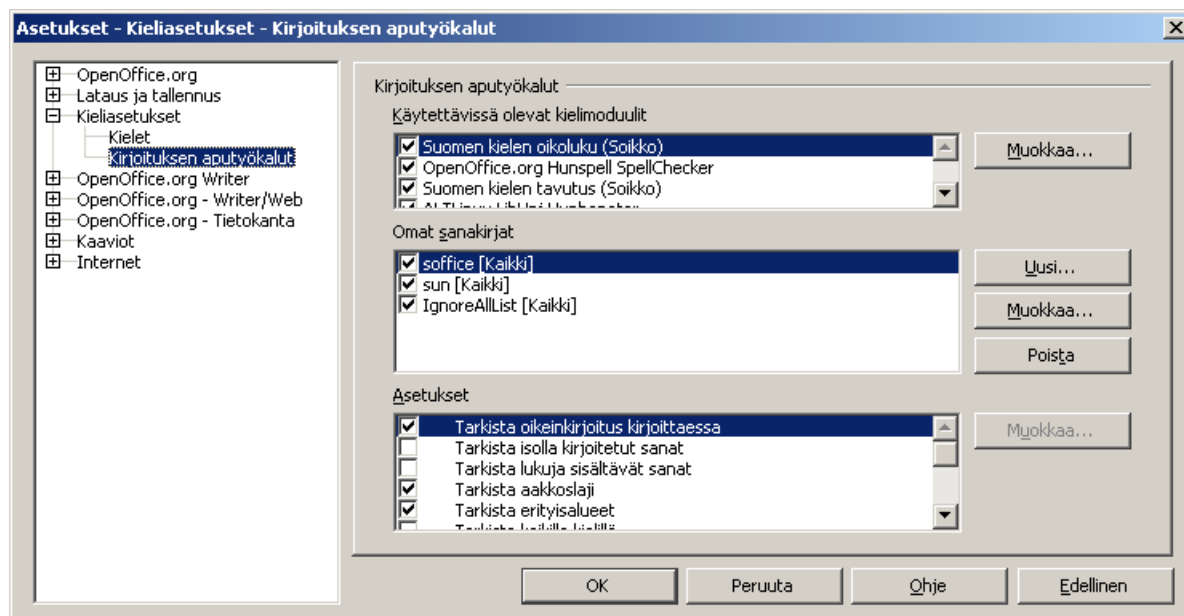 Asetukset - Kieliasetukset - Kirjoituksen aputyökalut
OpenOffice.org
Lataus ja tallennus
Kieliasetukset
Kielet
Kirjoituksen aputyökalut
OpenOffice.org Writer
OpenOffice.org - Writer/Web
OpenOffice.org - Tietokanta
Kaaviot
Internet
Kirjoituksen aputyökalut
Käytettävissä olevat kielimoduulit
Suomen kielen oikoluku (Soikko)
OpenOffice.org Hunspell SpellChecker
Suomen kielen tavutus (Soikko)
Muokkaa...
Omat sanakirjat
soffice [Kaikki]
sun [Kaikki]
IgnoreAllList [Kaikki]
Uusi...
Muokkaa...
Poista
Asetukset
Tarkista oikeinkirjoitus kirjoittaessa
Tarkista isolla kirjoitetut sanat
Tarkista lukuja sisältävät sanat
Tarkista aakkoslaji
Tarkista erityisalueet
Tarkista kaikilla kielillä
Muokkaa...
OK
Peruuta
Ohje
Edellinen